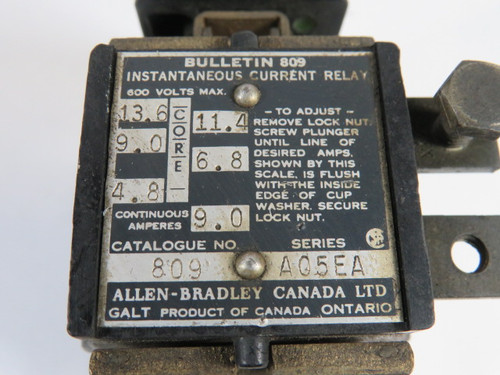 BULLETIN 809
INSTANTANEOUS CURRENT RELAY
600 VOLTS MAX.
13.6
11.4
9.0
6.8
4.8
CORE
— TO ADJUST —
REMOVE LOCK NUT.
SCREW PLUNGER
UNTIL LINE OF
DESIRED AMPS.
SHOWN BY THIS
SCALE, IS FLUSH
WITH THE INSIDE
EDGE OF CUP
WASHER. SECURE
LOCK NUT.
CONTINUOUS
AMPERES
9.0
CATALOGUE NO. SERIES
809 A05EA
ALLEN-BRADLEY CANADA LTD
GALT PRODUCT OF CANADA ONTARIO